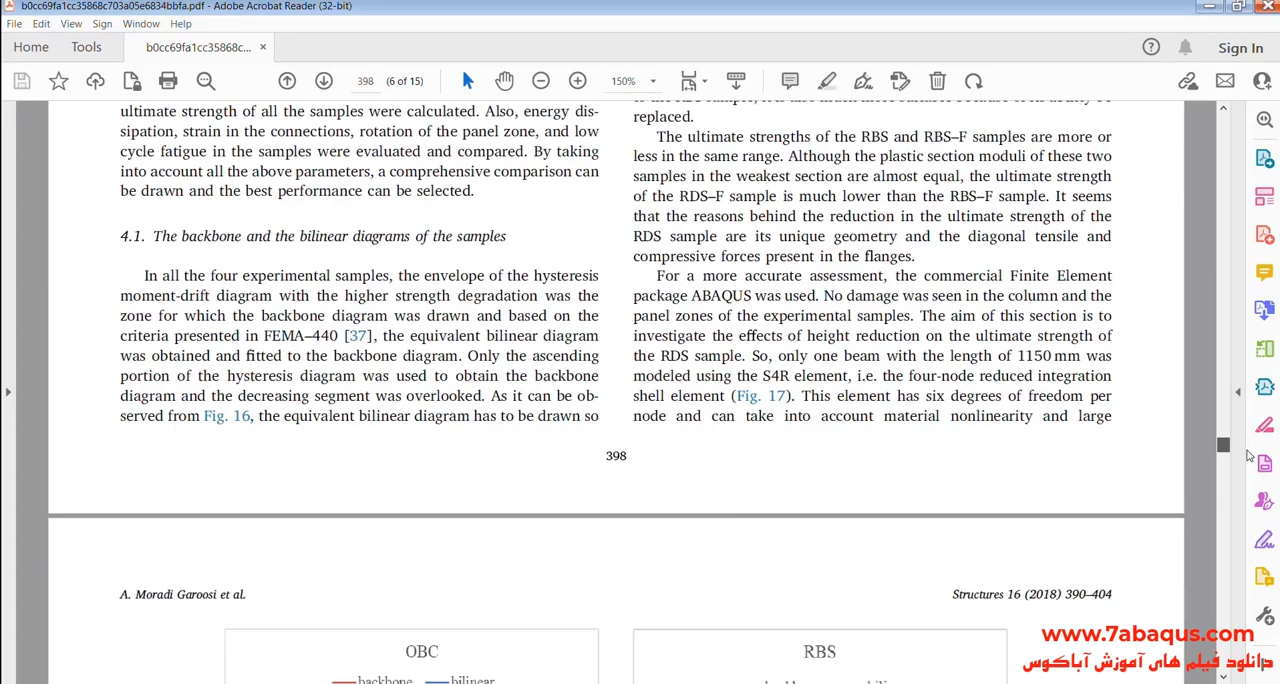 b0cc69fa1cc35868c703a05e6834bbfa.pdf - Adobe Acrobat Reader (32-bit)
File Edit View Sign Window Help
Home Tools b0cc69fa1cc35868c... × Sign In
398 (6 of 15) 150%
ultimate strength of all the samples were calculated. Also, energy dis-
sipation, strain in the connections, rotation of the panel zone, and low
cycle fatigue in the samples were evaluated and compared. By taking
into account all the above parameters, a comprehensive comparison can
be drawn and the best performance can be selected.
4.1. The backbone and the bilinear diagrams of the samples
In all the four experimental samples, the envelope of the hysteresis
moment-drift diagram with the higher strength degradation was the
zone for which the backbone diagram was drawn and based on the
criteria presented in FEMA–440 [37], the equivalent bilinear diagram
was obtained and fitted to the backbone diagram. Only the ascending
portion of the hysteresis diagram was used to obtain the backbone
diagram and the decreasing segment was overlooked. As it can be ob-
served from Fig. 16, the equivalent bilinear diagram has to be drawn so
replaced.
The ultimate strengths of the RBS and RBS–F samples are more or
less in the same range. Although the plastic section moduli of these two
samples in the weakest section are almost equal, the ultimate strength
of the RDS–F sample is much lower than the RBS–F sample. It seems
that the reasons behind the reduction in the ultimate strength of the
RDS sample are its unique geometry and the diagonal tensile and
compressive forces present in the flanges.
For a more accurate assessment, the commercial Finite Element
package ABAQUS was used. No damage was seen in the column and the
panel zones of the experimental samples. The aim of this section is to
investigate the effects of height reduction on the ultimate strength of
the RDS sample. So, only one beam with the length of 1150 mm was
modeled using the S4R element, i.e. the four-node reduced integration
shell element (Fig. 17). This element has six degrees of freedom per
node and can take into account material nonlinearity and large
398
A. Moradi Garoosi et al.
Structures 16 (2018) 390–404
OBC
backbone bilinear
RBS
www.7abaqus.com
دانلود فیلم های آموزش آباکوس